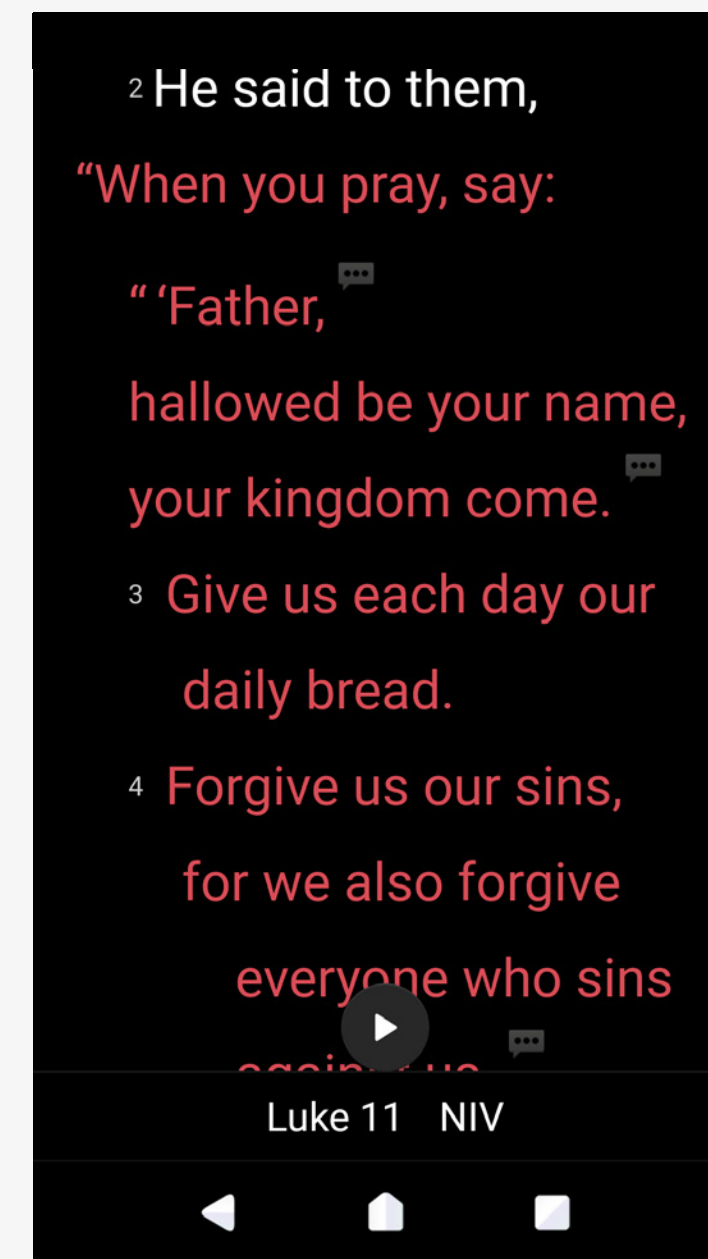 2 He said to them,
“When you pray, say:
“ ‘Father,
hallowed be your name,
your kingdom come.
3 Give us each day our
daily bread.
4 Forgive us our sins,
for we also forgive
everyone who sins
against us
Luke 11 NIV